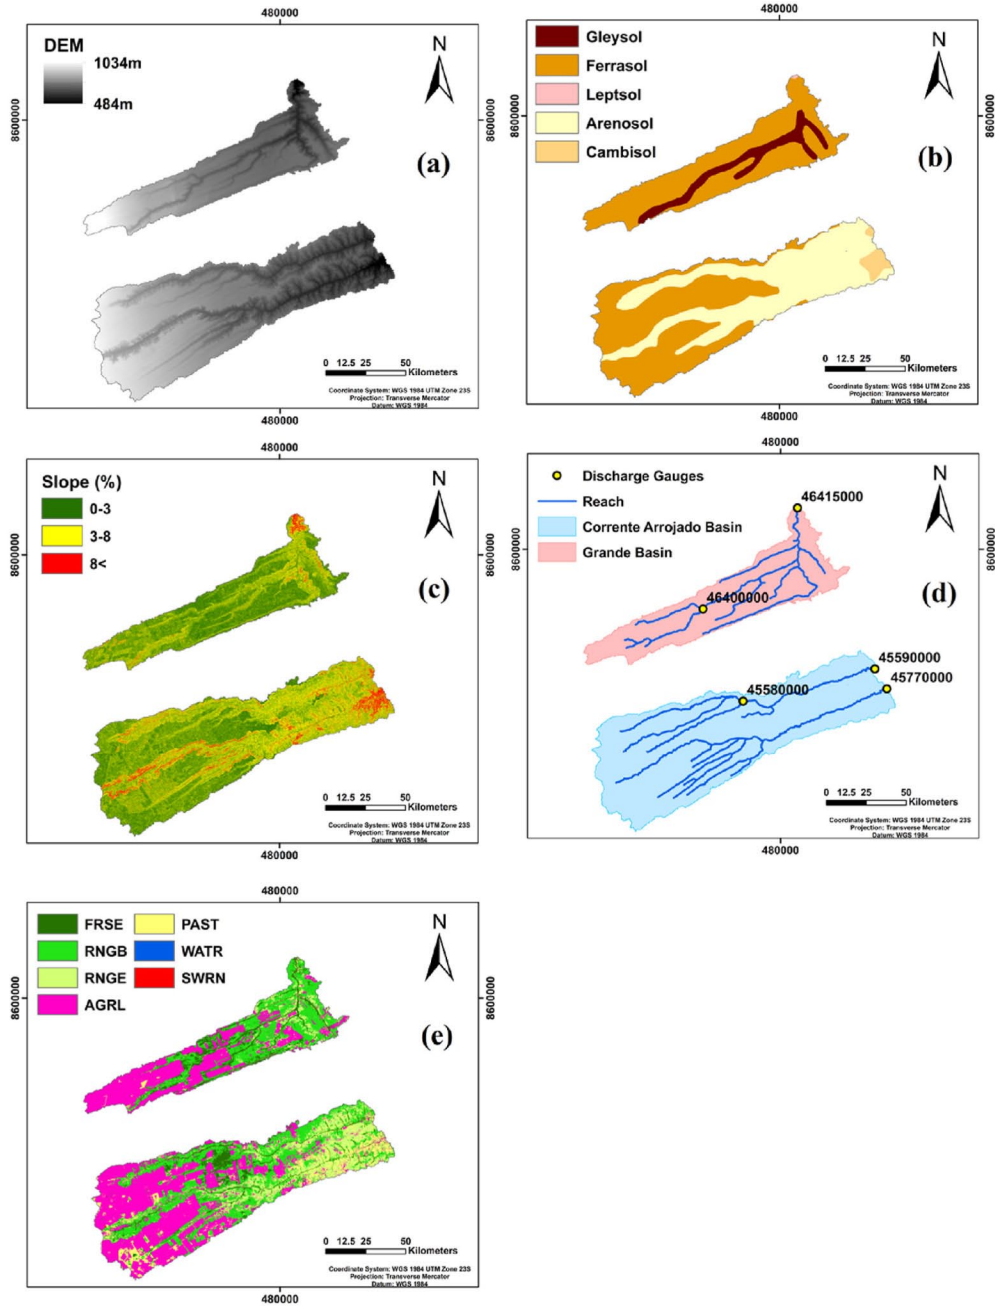 480000
DEM
1034m
484m
N
8600000
8600000
(a)
0 12.5 25 50
Kilometers
Coordinate System: WGS 1984 UTM Zone 23S
Projection: Transverse Mercator
Datum: WGS 1984
480000
480000
Gleysol
Ferrasol
Leptsol
Arenosol
Cambisol
N
8600000
8600000
(b)
0 12.5 25 50
Kilometers
Coordinate System: WGS 1984 UTM Zone 23S
Projection: Transverse Mercator
Datum: WGS 1984
480000
480000
Slope (%)
0-3
3-8
8<
N
8600000
(c)
0 12.5 25 50
Kilometers
Coordinate System: WGS 1984 UTM Zone 23S
Projection: Transverse Mercator
Datum: WGS 1984
480000
480000
Discharge Gauges
Reach
Corrente Arrojado Basin
Grande Basin
N
8600000
8600000
46415000
46400000
(d)
45590000
45770000
45580000
0 12.5 25 50
Kilometers
Coordinate System: WGS 1984 UTM Zone 23S
Projection: Transverse Mercator
Datum: WGS 1984
480000
480000
FRSE PAST
RNGB WATR
RNGE SWRN
AGRL
N
8600000
8600000
(e)
0 12.5 25 50
Kilometers
Coordinate System: WGS 1984 UTM Zone 23S
Projection: Transverse Mercator
Datum: WGS 1984
480000